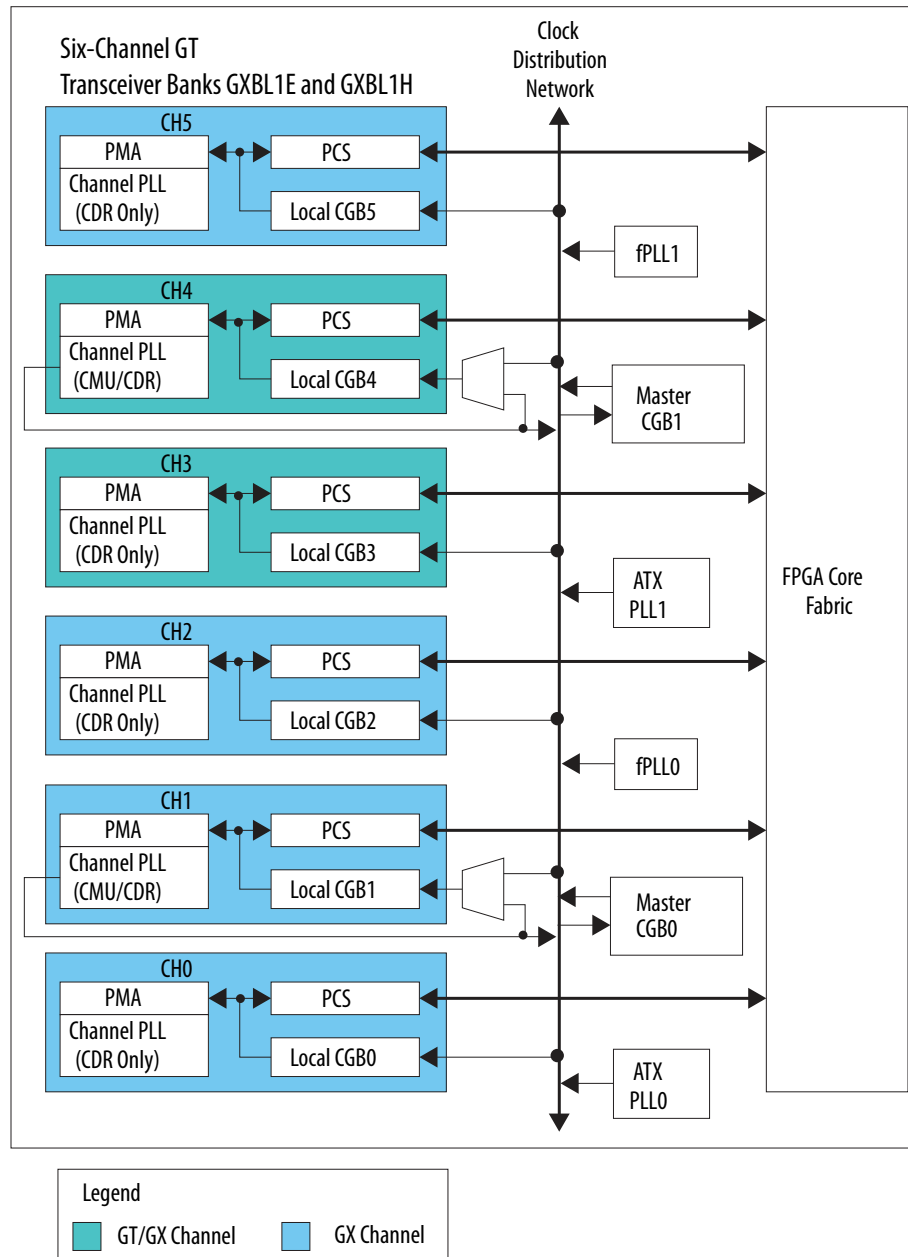 Six-Channel GT
Transceiver Banks GXBL1E and GXBL1H
Clock
Distribution
Network
CH5
PMA
Channel PLL
(CDR Only)
PCS
Local CGB5
fPLL1
CH4
PMA
Channel PLL
(CMU/CDR)
PCS
Local CGB4
Master
CGB1
CH3
PMA
Channel PLL
(CDR Only)
PCS
Local CGB3
ATX
PLL1
FPGA Core
Fabric
CH2
PMA
Channel PLL
(CDR Only)
PCS
Local CGB2
fPLL0
CH1
PMA
Channel PLL
(CMU/CDR)
PCS
Local CGB1
Master
CGB0
CH0
PMA
Channel PLL
(CDR Only)
PCS
Local CGB0
ATX
PLL0
Legend
GT/GX Channel
GX Channel